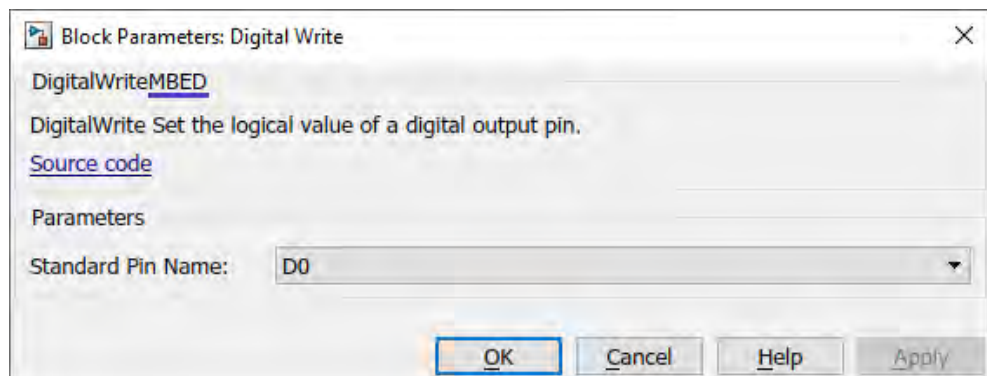 Block Parameters: Digital Write
DigitalWriteMBED
DigitalWrite Set the logical value of a digital output pin.
Source code
Parameters
Standard Pin Name: D0
OK Cancel Help Apply